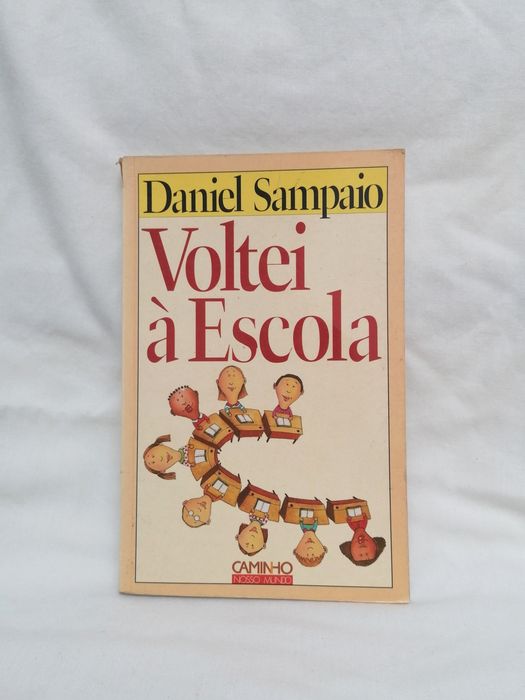 Daniel Sampaio
Voltei
à Escola
CAMINHO
NOSSO MUNDO